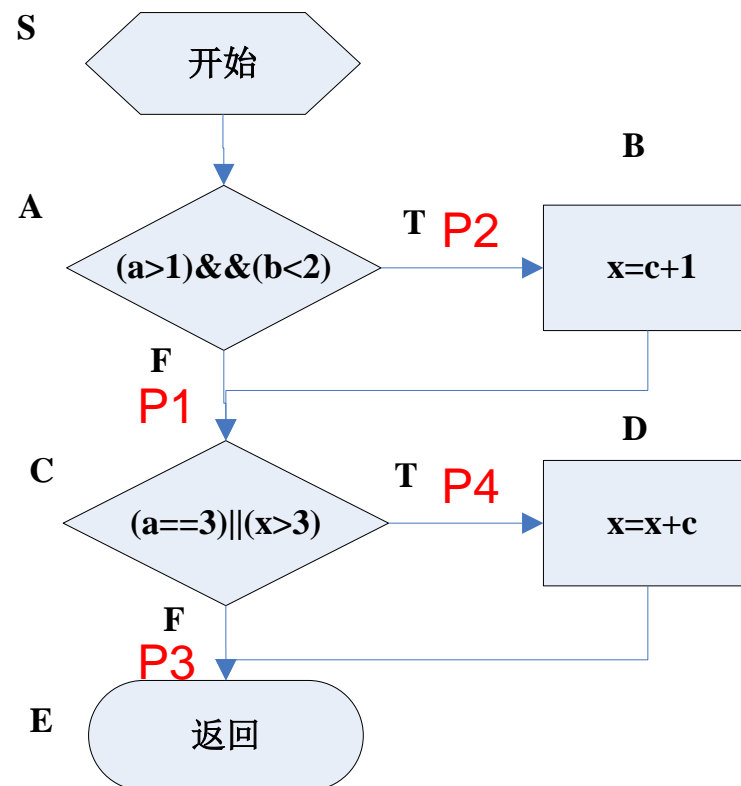 S
开始
B
A
(a>1)&&(b<2)
T
P2
x=c+1
F
P1
D
C
(a==3)||(x>3)
T
P4
x=x+c
F
P3
E
返回